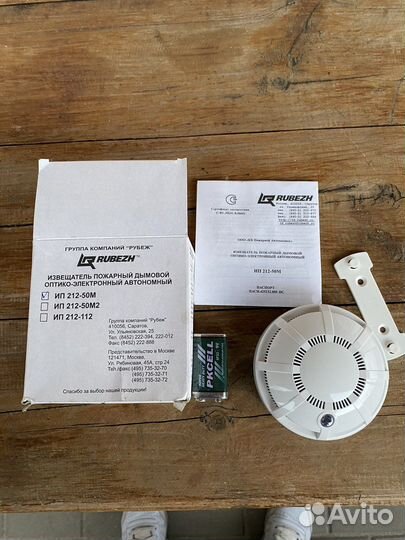 ГРУППА КОМПАНИЙ "РУБЕЖ"
RUBEZH
ИЗВЕЩАТЕЛЬ ПОЖАРНЫЙ ДЫМОВОЙ
ОПТИКО-ЭЛЕКТРОННЫЙ АВТОНОМНЫЙ
ИП 212-50М
ИП 212-50М2
ИП 212-112
Группа компаний "Рубеж"
410056, Саратов,
Ул. Ульяновская, 25
Тел. (8452) 222-394, 222-012
Факс (8452) 222-888
Представительство в Москве
121471, Москва,
Ул. Рябиновая, 45А, стр 24
Тел./факс (495) 735-32-70
(495) 735-32-71
(495) 735-32-72
Спасибо за выбор нашей продукции!
RUBEZH
ИЗВЕЩАТЕЛЬ ПОЖАРНЫЙ ДЫМОВОЙ
ОПТИКО-ЭЛЕКТРОННЫЙ АВТОНОМНЫЙ
ИП 212-50М
ПАСПОРТ
PKCELL
Avito